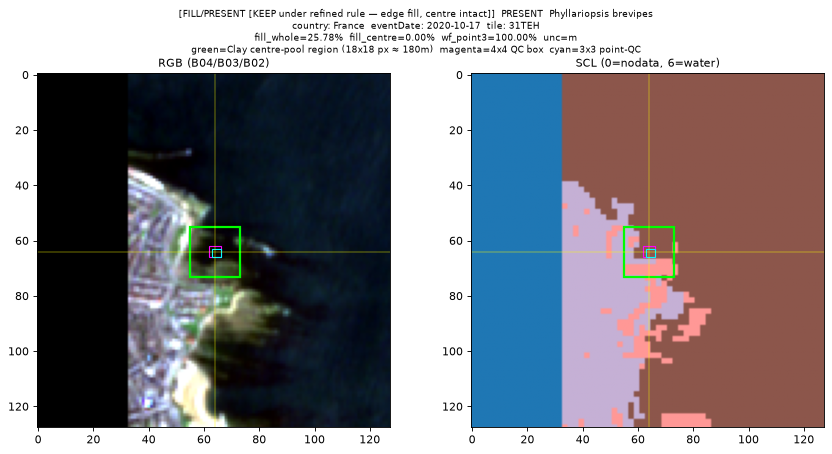 [FILL/PRESENT [KEEP under refined rule — edge fill, centre intact]]  PRESENT  Phyllariopsis brevipes
country: France  eventDate: 2020-10-17  tile: 31TEH
fill_whole=25.78%  fill_centre=0.00%  wf_point3=100.00%  unc=m
green=Clay centre-pool region (18x18 px ≈ 180m)  magenta=4x4 QC box  cyan=3x3 point-QC
RGB (B04/B03/B02)
SCL (0=nodata, 6=water)
0
20
40
60
80
100
120
0 20 40 60 80 100 120
0
20
40
60
80
100
120
0 20 40 60 80 100 120